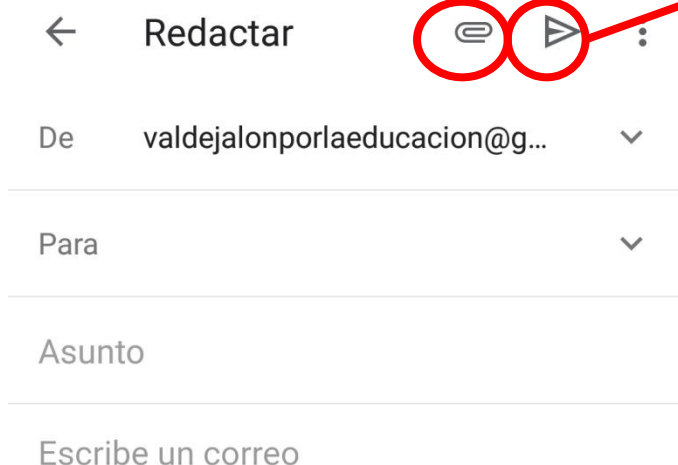 Redactar
De valdejalonporlaeducacion@g...
Para
Asunto
Escribe un correo